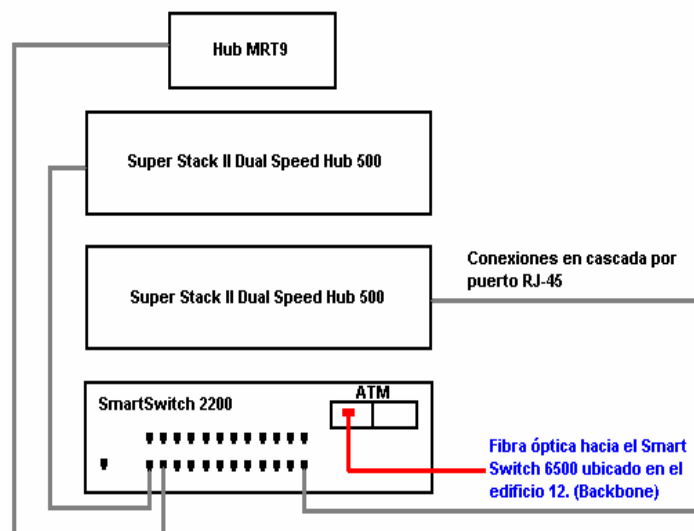 Hub MRT9
Super Stack II Dual Speed Hub 500
Super Stack II Dual Speed Hub 500
Conexiones en cascada por
puerto RJ-45
SmartSwitch 2200
ATM
Fibra óptica hacia el Smart
Switch 6500 ubicado en el
edificio 12. (Backbone)